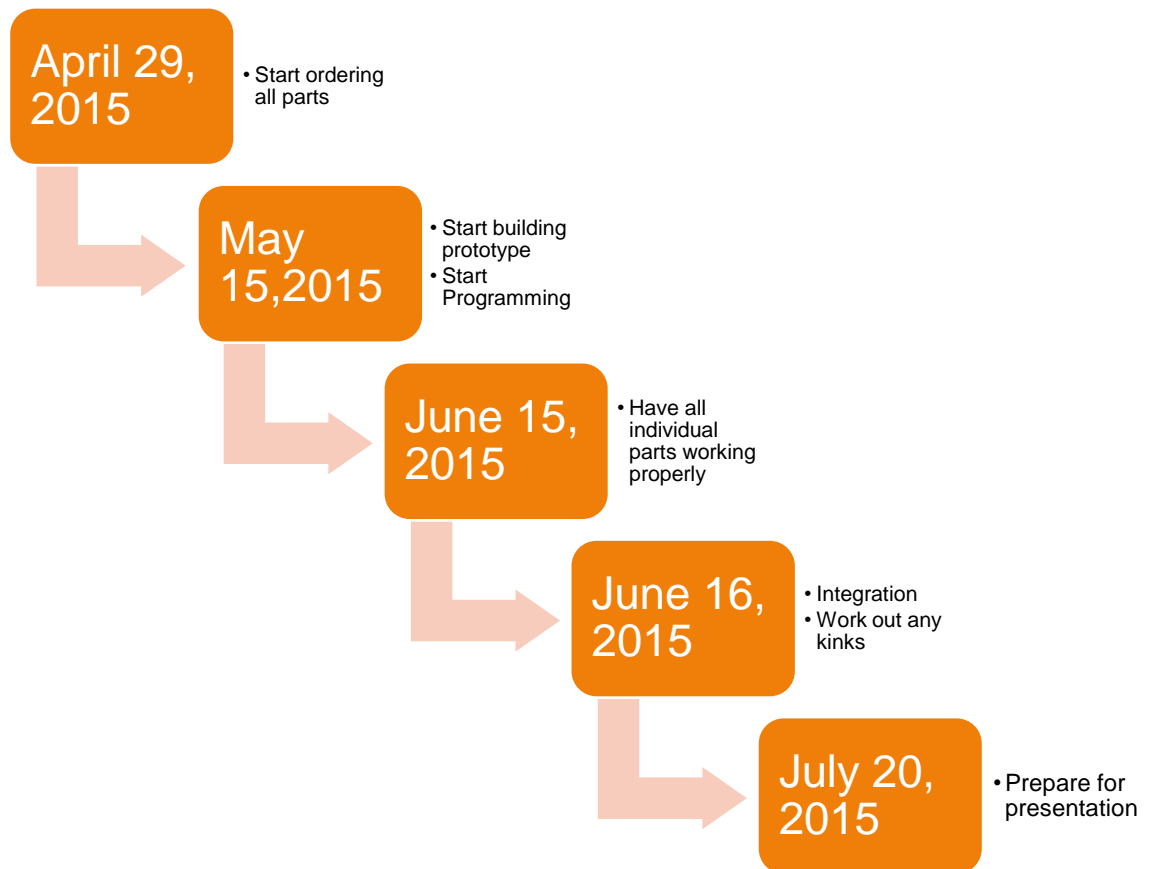 April 29,
2015
• Start ordering
all parts
May
15,2015
• Start building
prototype
• Start
Programming
June 15,
2015
• Have all
individual
parts working
properly
June 16,
2015
• Integration
• Work out any
kinks
July 20,
2015
• Prepare for
presentation